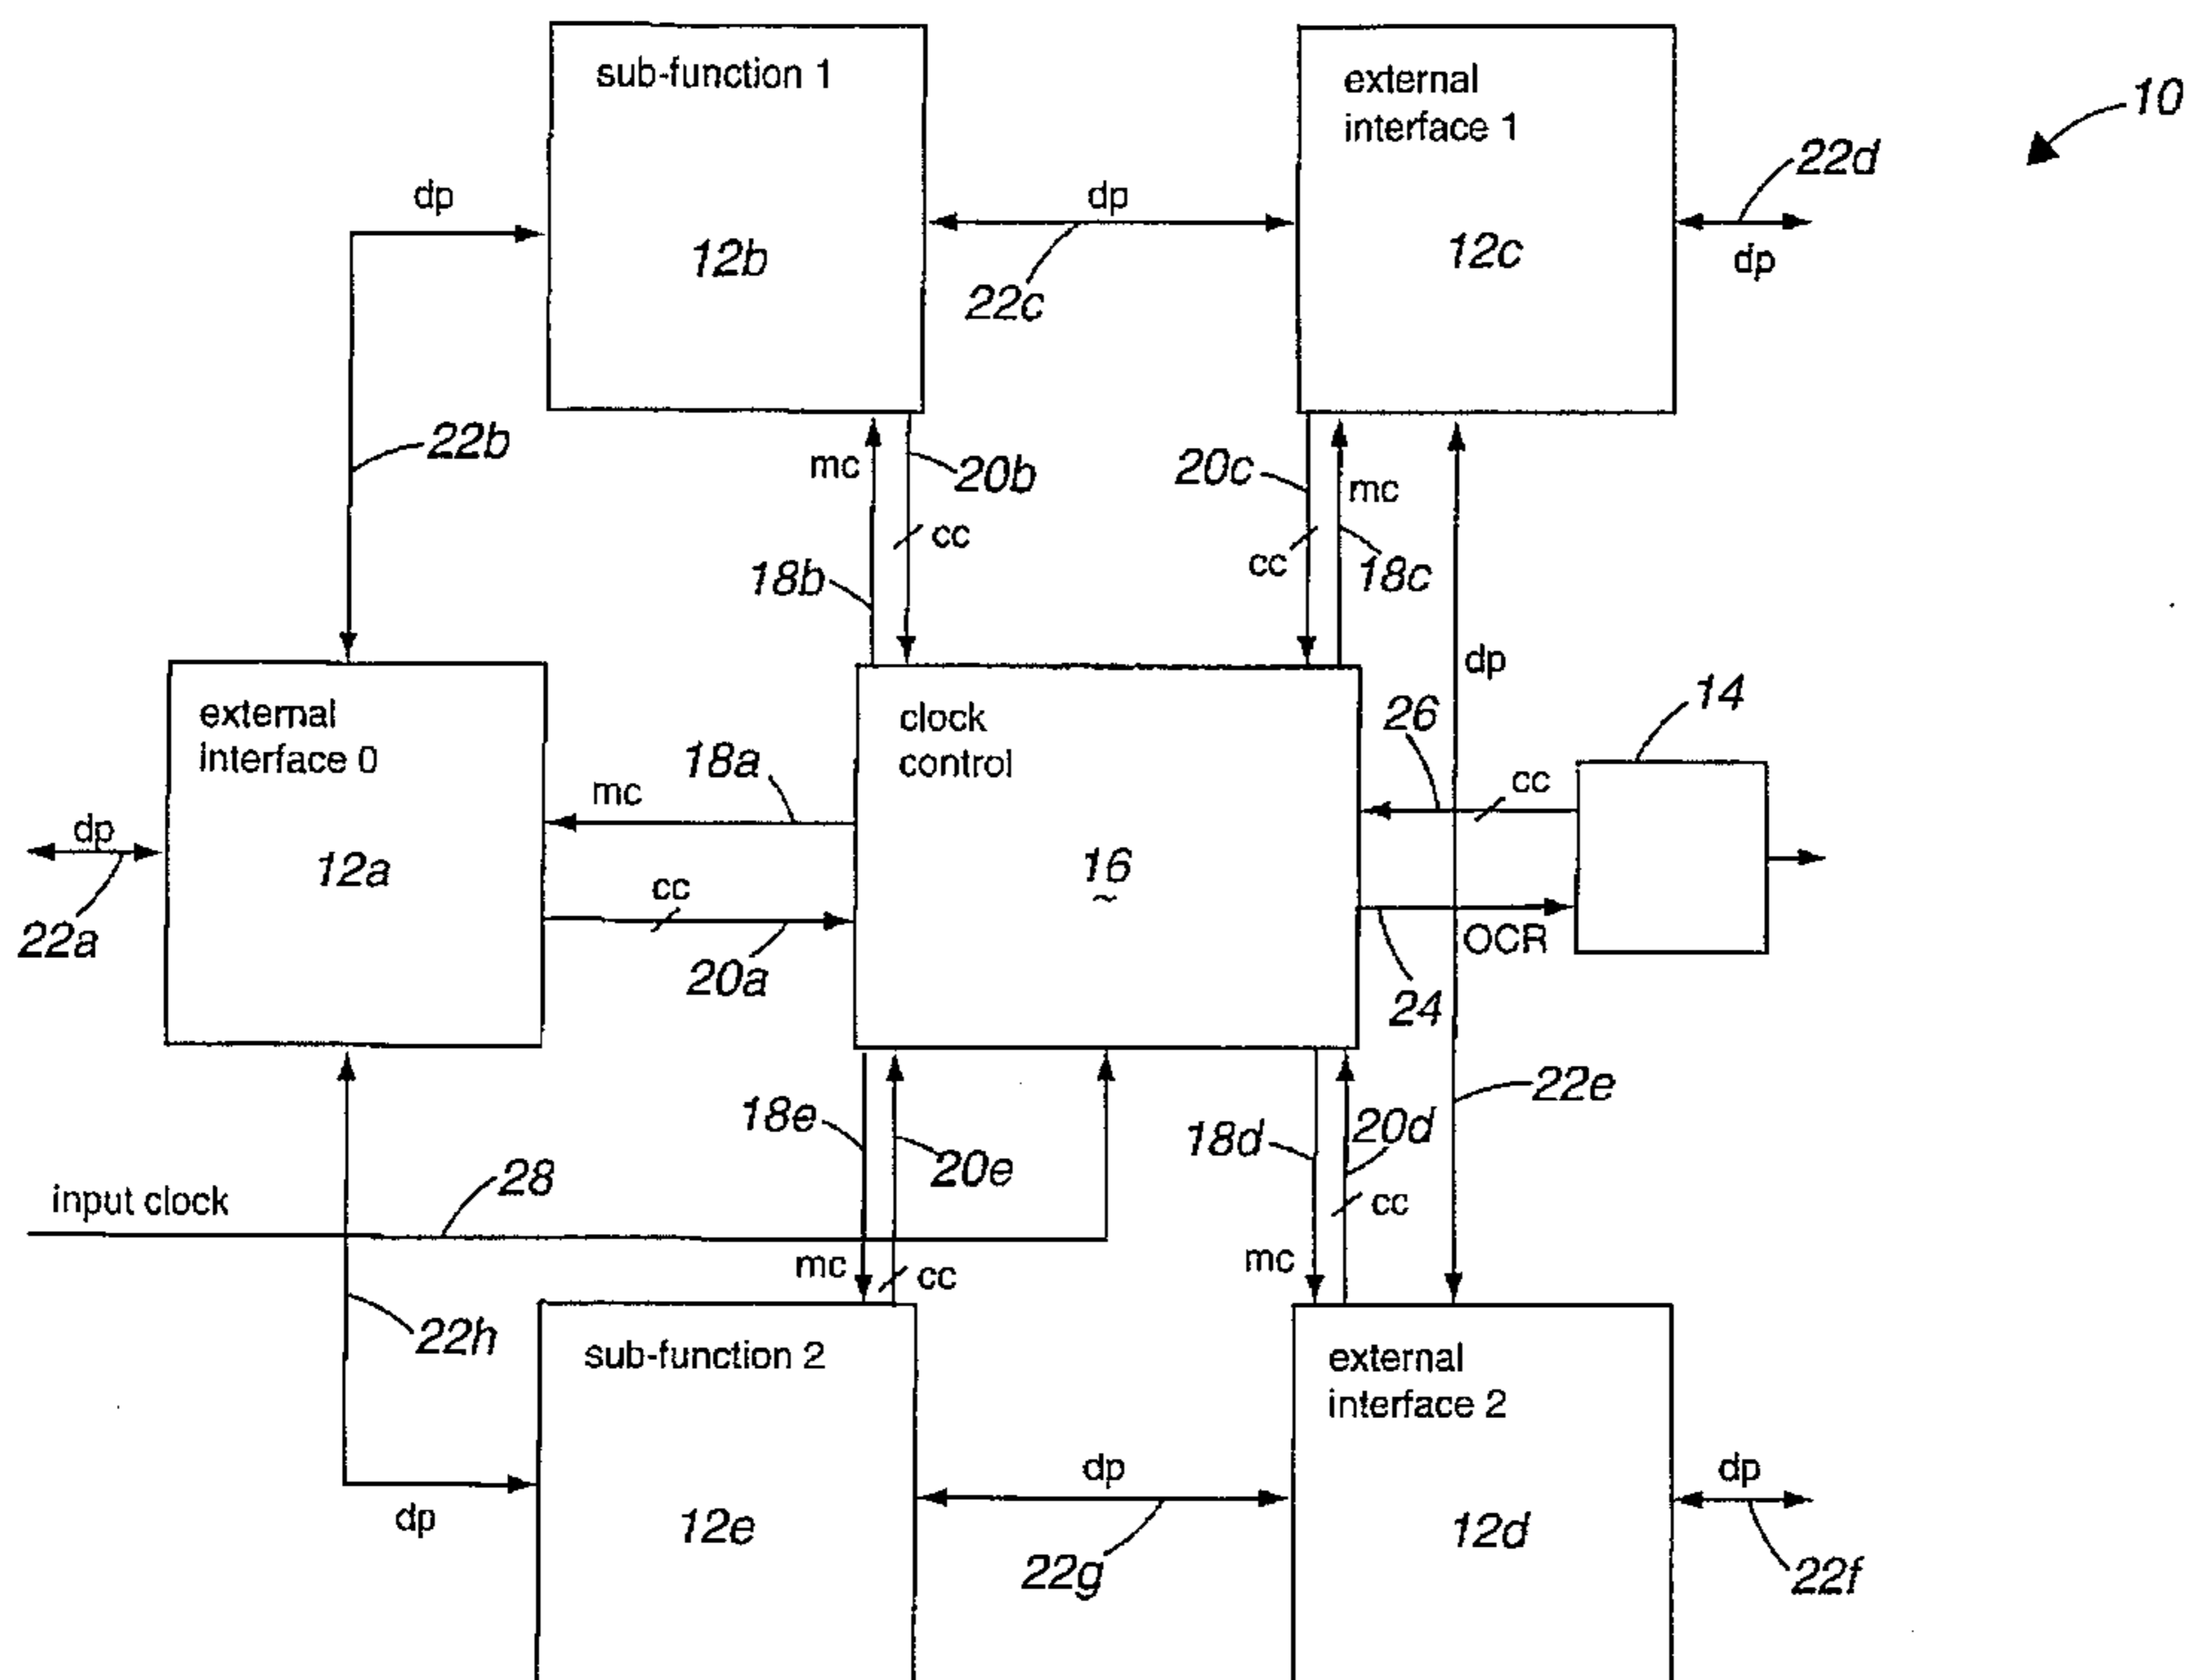 sub-function 1
12b
external
interface 1
12c
10
22d
dp
dp
dp
22c
22b
mc
20b
cc
18b
20c
mc
cc
18c
dp
external
interface 0
12a
dp
22a
18a
mc
cc
20a
clock
control
16
26
14
cc
OCR
24
22e
18e
20e
18d
20d
cc
mc
input clock
28
mc
cc
22h
dp
sub-function 2
12e
dp
22g
external
interface 2
12d
dp
22f